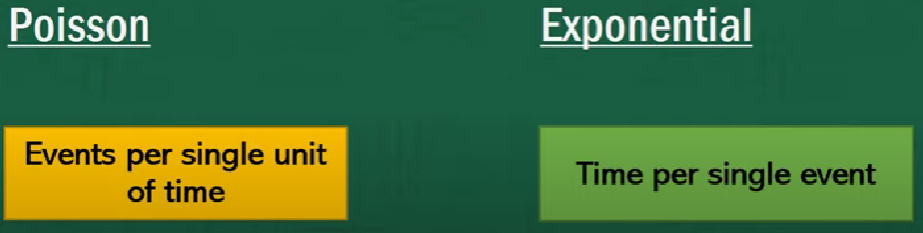 Poisson
Exponential
Events per single unit
of time
Time per single event